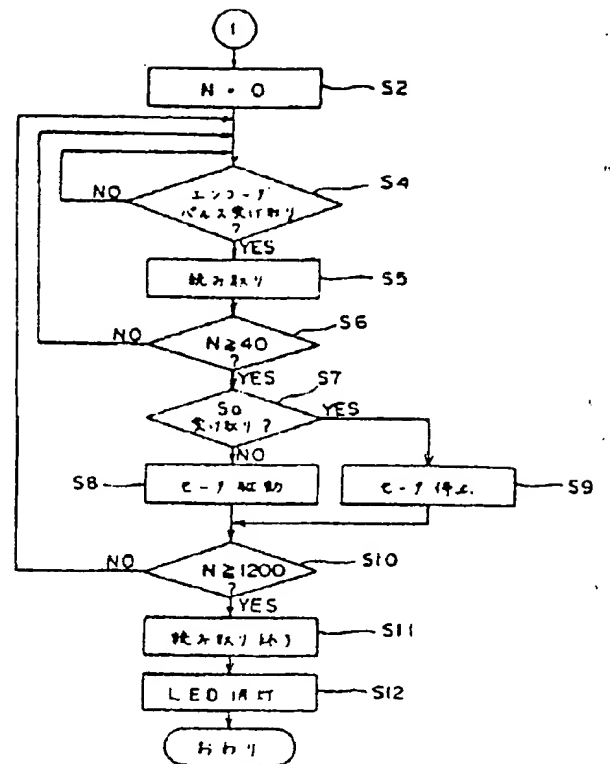 1
N = 0
S2
NO
エンコーダ
パルス受け取り
?
S4
YES
読み取り
S5
S6
NO
N≧40
?
YES
S7
S0
受け取り?
YES
NO
S8
モータ駆動
モータ停止
S9
NO
N≧1200
?
S10
YES
読み取り終了
S11
LED消灯
S12
おわり